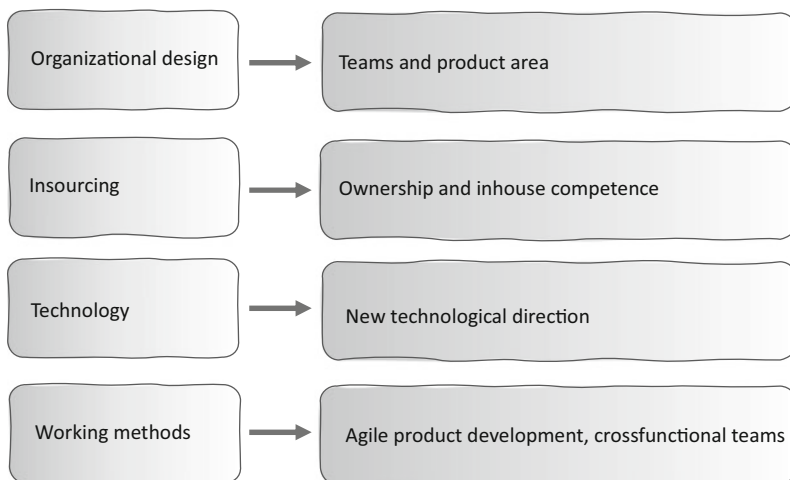 Organizational design
Teams and product area
Insourcing
Ownership and inhouse competence
Technology
New technological direction
Working methods
Agile product development, crossfunctional teams